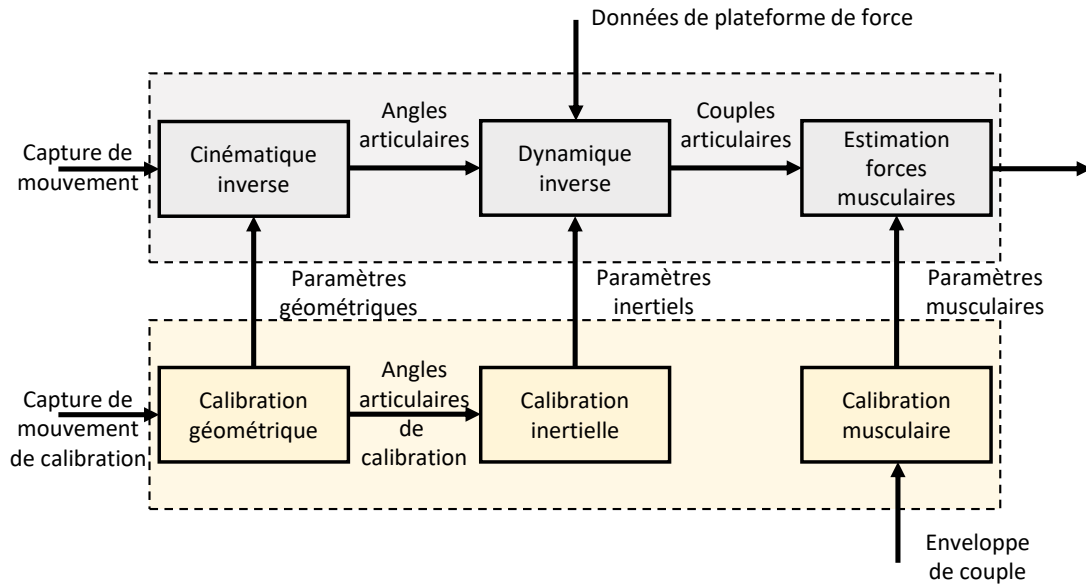 Données de plateforme de force
Capture de
mouvement
Cinématique
inverse
Angles
articulaires
Dynamique
inverse
Couples
articulaires
Estimation
forces
musculaires
Paramètres
géométriques
Paramètres
inertiels
Paramètres
musculaires
Capture de
mouvement
de calibration
Calibration
géométrique
Angles
articulaires
de
calibration
Calibration
inertielle
Calibration
musculaire
Enveloppe
de couple